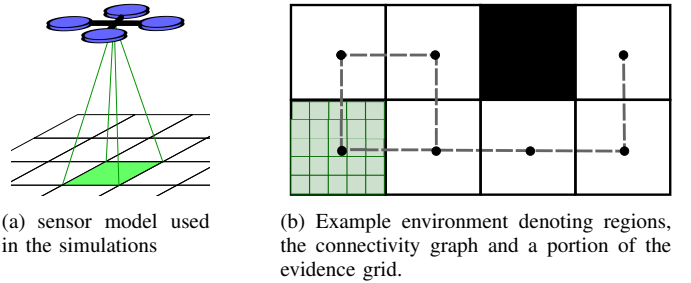 (a) sensor model used
in the simulations
(b) Example environment denoting regions,
the connectivity graph and a portion of the
evidence grid.